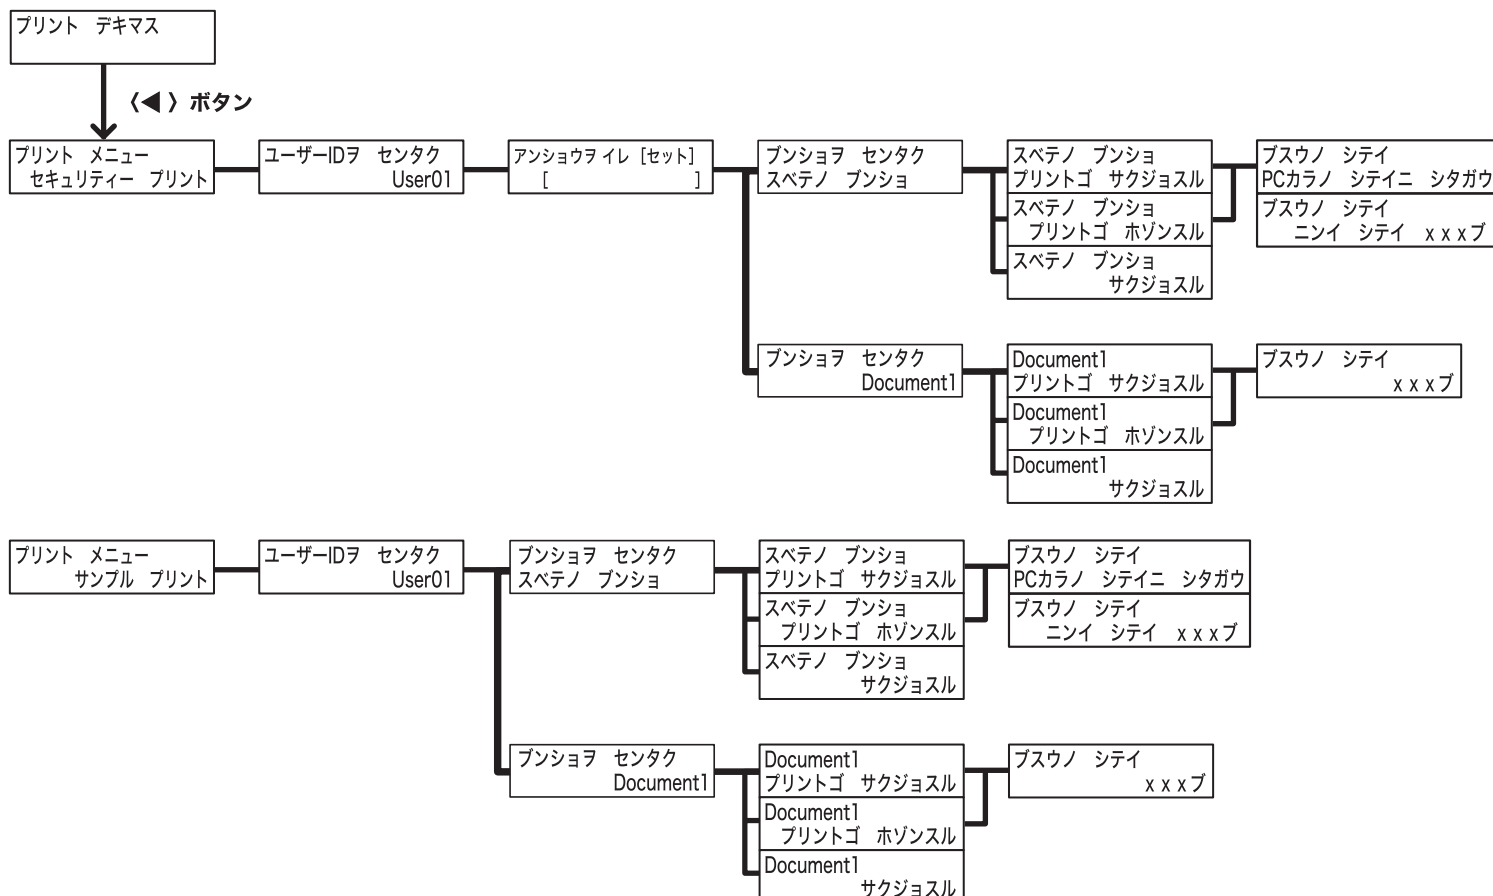 プリント デキマス
〈◀〉ボタン
プリント メニュー
セキュリティー プリント
ユーザーIDヲ センタク
User01
アンショウヲ イレ [セット]
[ ]
ブンショヲ センタク
スベテノ ブンショ
スベテノ ブンショ
プリントゴ サクジョスル
スベテノ ブンショ
プリントゴ ホゾンスル
スベテノ ブンショ
サクジョスル
ブスウノ シテイ
PCカラノ シテイニ シタガウ
ブスウノ シテイ
ニンイ シテイ x x x ブ
ブンショヲ センタク
Document1
Document1
プリントゴ サクジョスル
Document1
プリントゴ ホゾンスル
Document1
サクジョスル
ブスウノ シテイ
x x x ブ
プリント メニュー
サンプル プリント
ユーザーIDヲ センタク
User01
ブンショヲ センタク
スベテノ ブンショ
スベテノ ブンショ
プリントゴ サクジョスル
スベテノ ブンショ
プリントゴ ホゾンスル
スベテノ ブンショ
サクジョスル
ブスウノ シテイ
PCカラノ シテイニ シタガウ
ブスウノ シテイ
ニンイ シテイ x x x ブ
ブンショヲ センタク
Document1
Document1
プリントゴ サクジョスル
Document1
プリントゴ ホゾンスル
Document1
サクジョスル
ブスウノ シテイ
x x x ブ